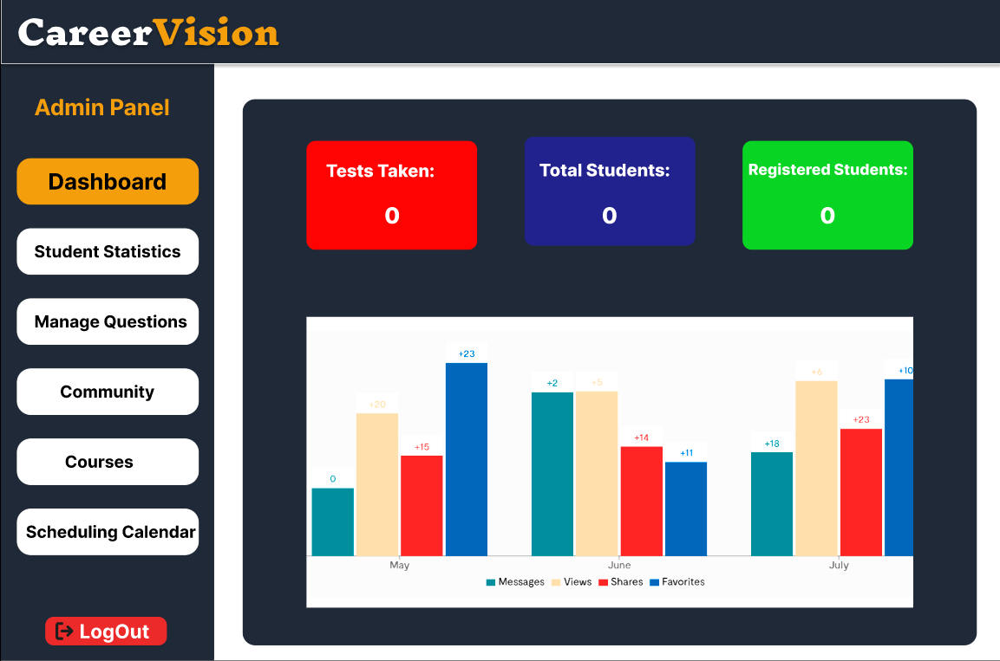 CareerVision
Admin Panel
Dashboard
Student Statistics
Manage Questions
Community
Courses
Scheduling Calendar
LogOut
Tests Taken:
0
Total Students:
0
Registered Students:
0
0
+20
+15
+23
+2
+5
+14
+11
+18
+6
+23
+10
May
June
July
Messages Views Shares Favorites